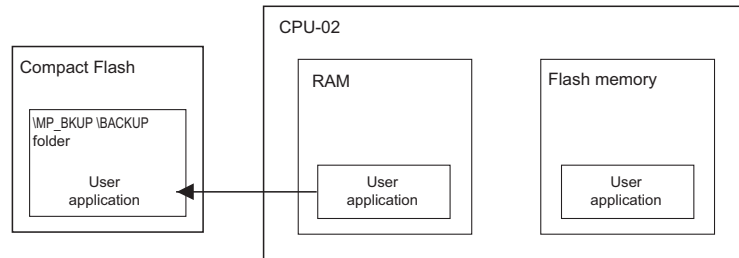 CPU-02
Compact Flash
RAM
Flash memory
\MP_BKUP \BACKUP
folder
User
application
User
application
User
application